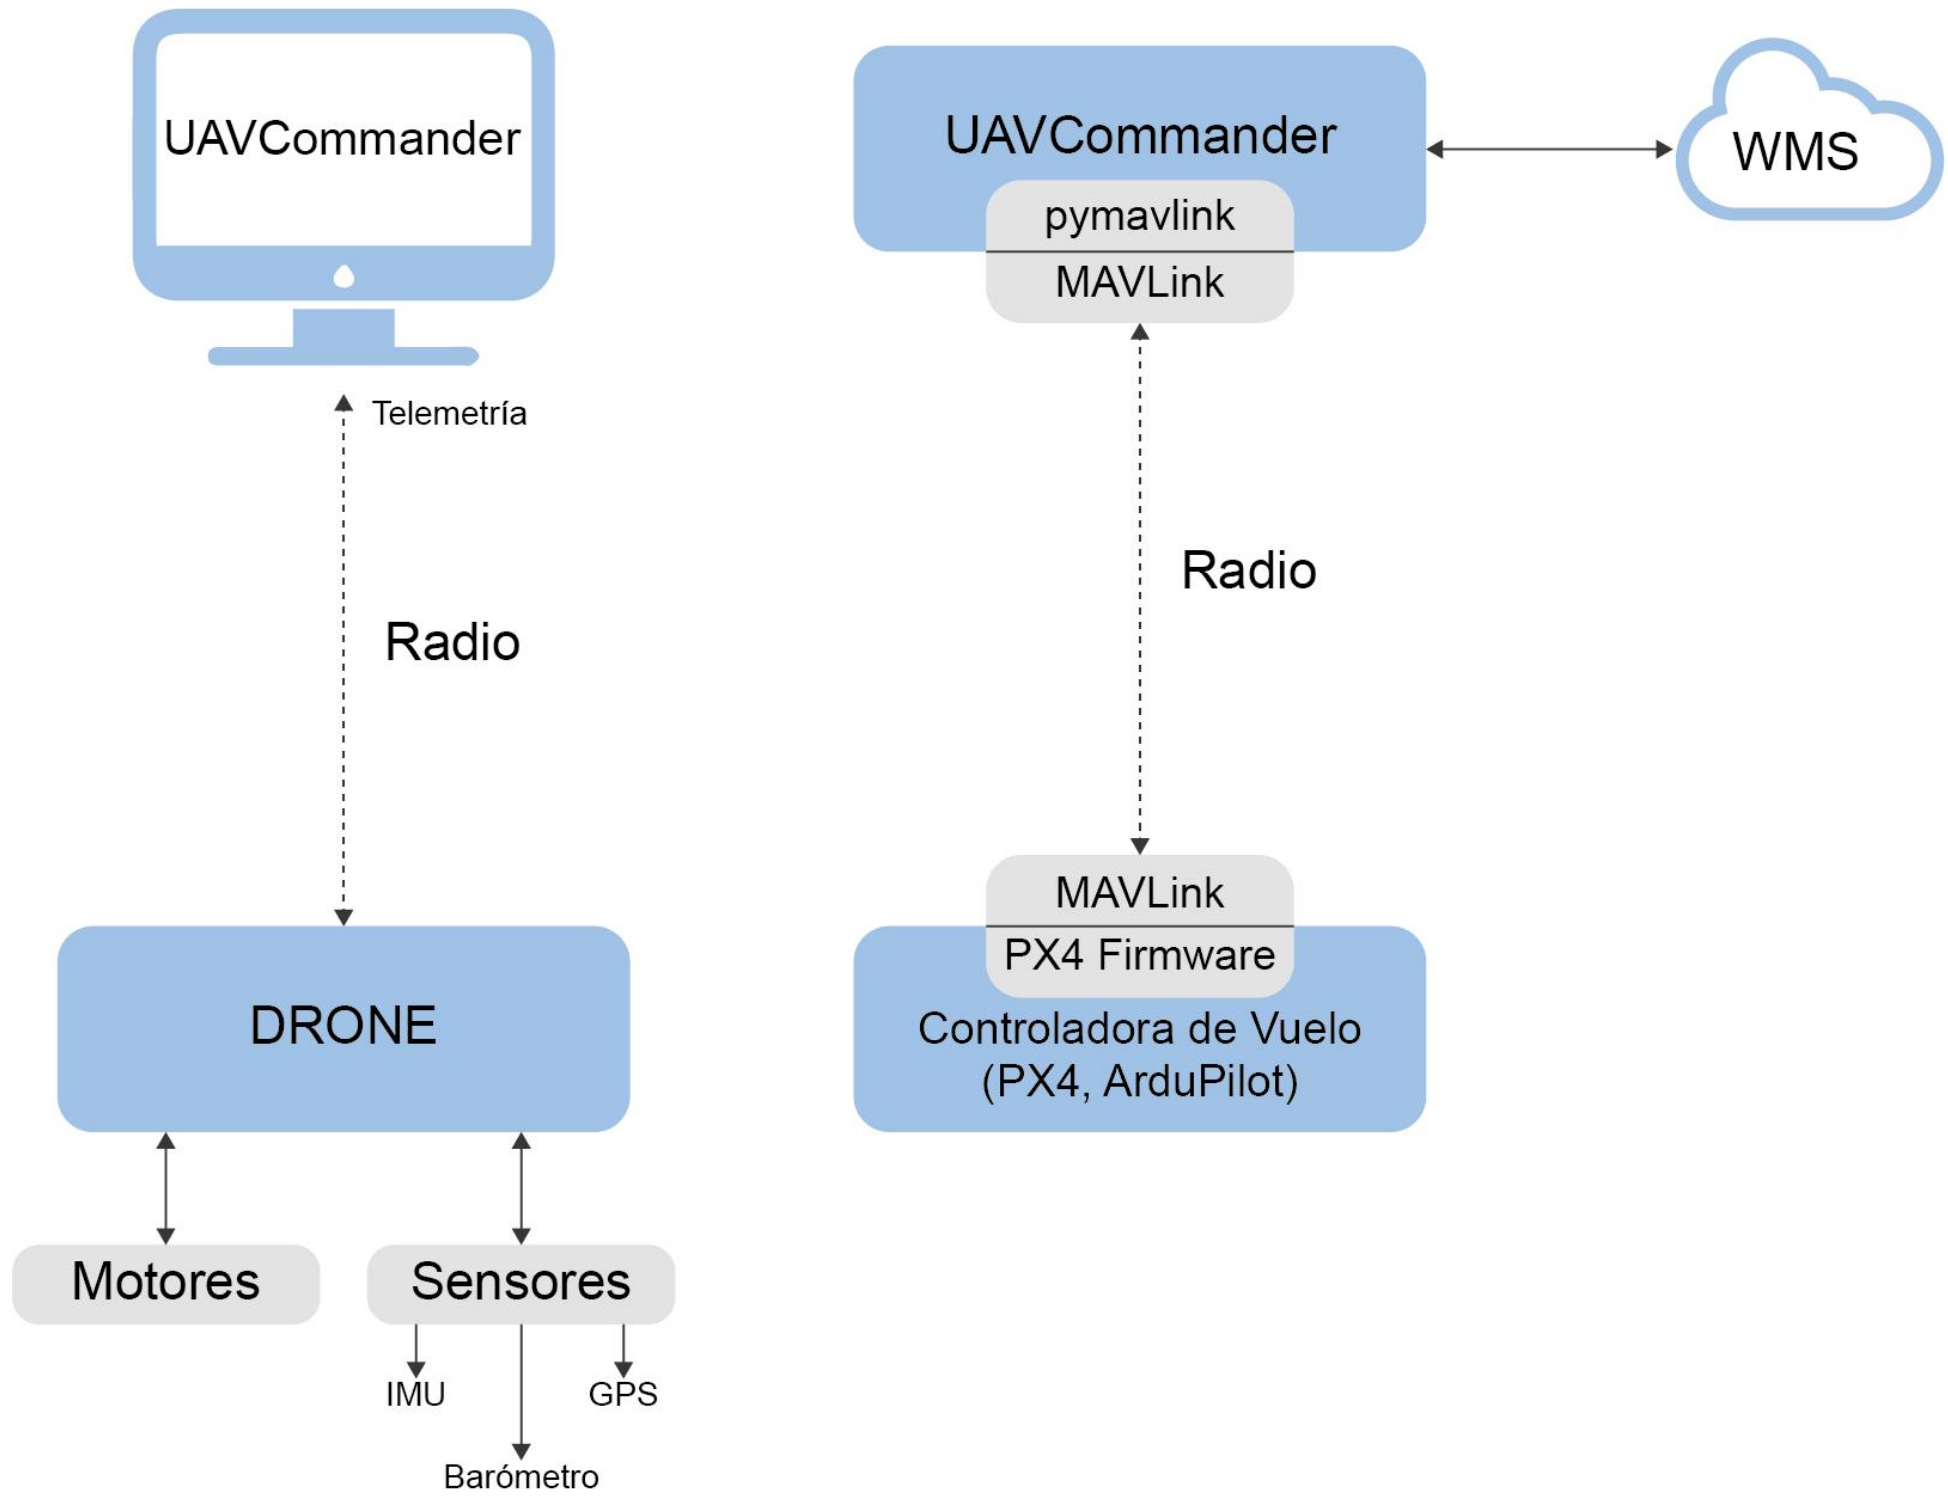 UAVCommander
Telemetría
Radio
DRONE
Motores
Sensores
IMU
GPS
Barómetro
UAVCommander
pymavlink
MAVLink
WMS
Radio
MAVLink
PX4 Firmware
Controladora de Vuelo
(PX4, ArduPilot)